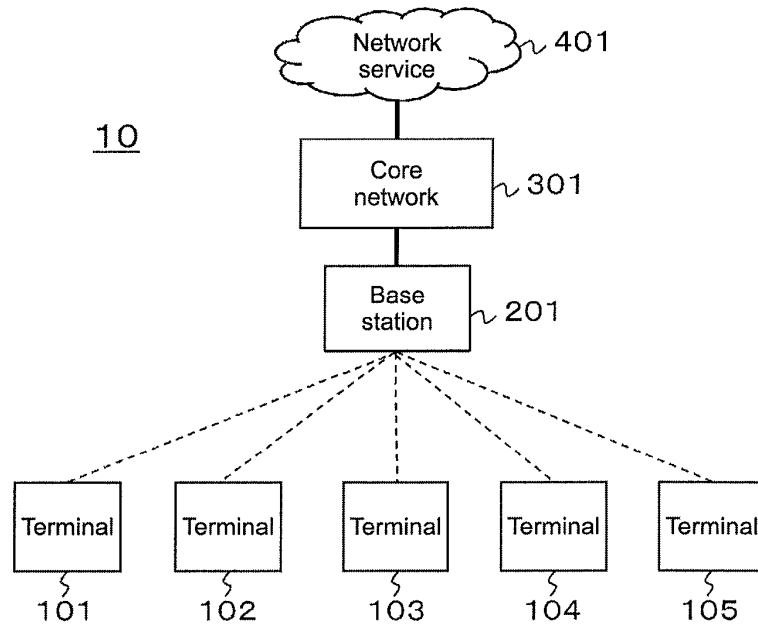 Network
service
401
10
Core
network
301
Base
station
201
Terminal
Terminal
Terminal
Terminal
Terminal
101
102
103
104
105